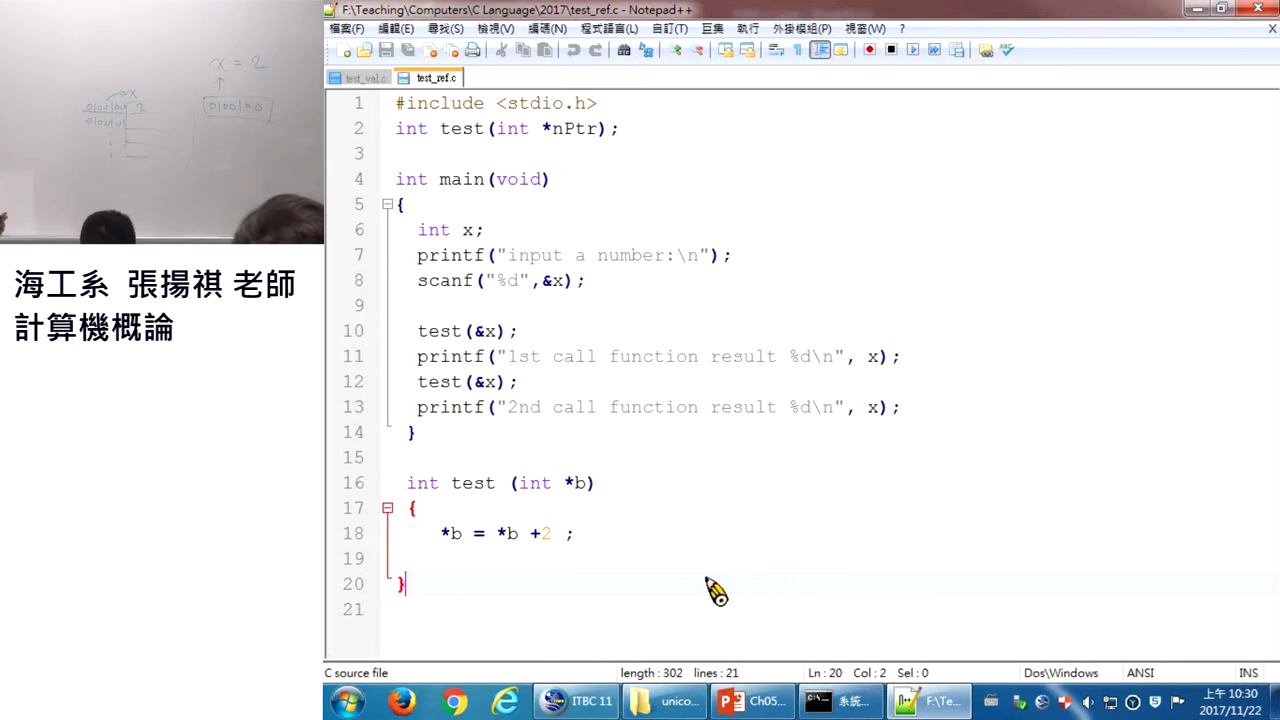 F:\Teaching\Computers\C Language\2017\test_ref.c - Notepad++
檔案(F) 編輯(E) 尋找(S) 檢視(V) 編碼(N) 程式語言(L) 自訂(T) 巨集 執行 外掛模組(P) 視窗(W) ? X
test_val.c test_ref.c
x = 2
0100100
x
2
1 #include <stdio.h>
2 int test(int *nPtr);
3
4 int main(void)
5 {
6 int x;
7 printf("input a number:\n");
8 scanf("%d",&x);
9
10 test(&x);
11 printf("1st call function result %d\n", x);
12 test(&x);
13 printf("2nd call function result %d\n", x);
14 }
15
16 int test (int *b)
17 {
18 *b = *b +2 ;
19
20 }
21
海工系 張揚祺 老師
計算機概論
C source file length : 302 lines : 21 Ln : 20 Col : 2 Sel : 0 Dos\Windows ANSI INS
ITBC 11 unico... Ch05... 系統... F:\Te... 上午 10:30
2017/11/22